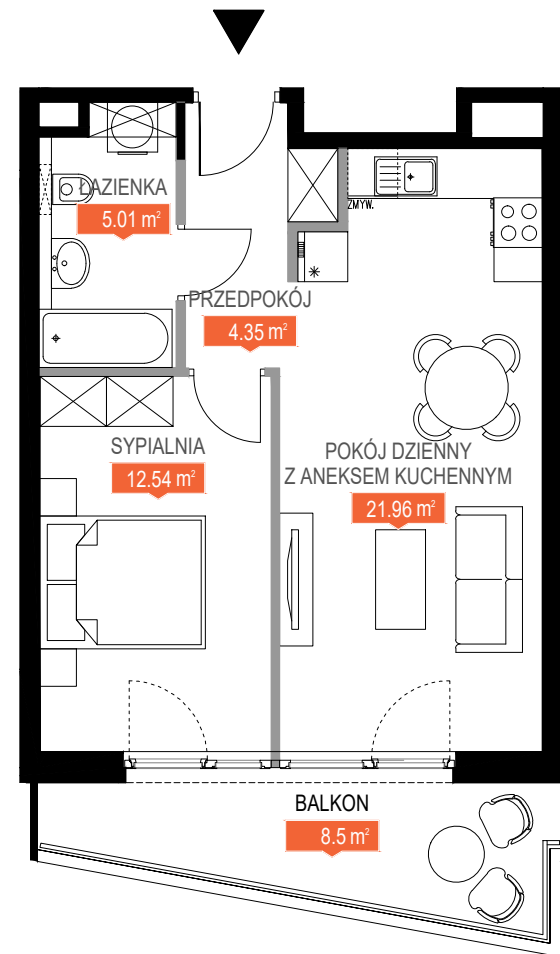 ŁAZIENKA
5.01 m²
ZMYW.
PRZEDPOKÓJ
4.35 m²
SYPIALNIA
12.54 m²
POKÓJ DZIENNY
Z ANEKSEM KUCHENNYM
21.96 m²
BALKON
8.5 m²